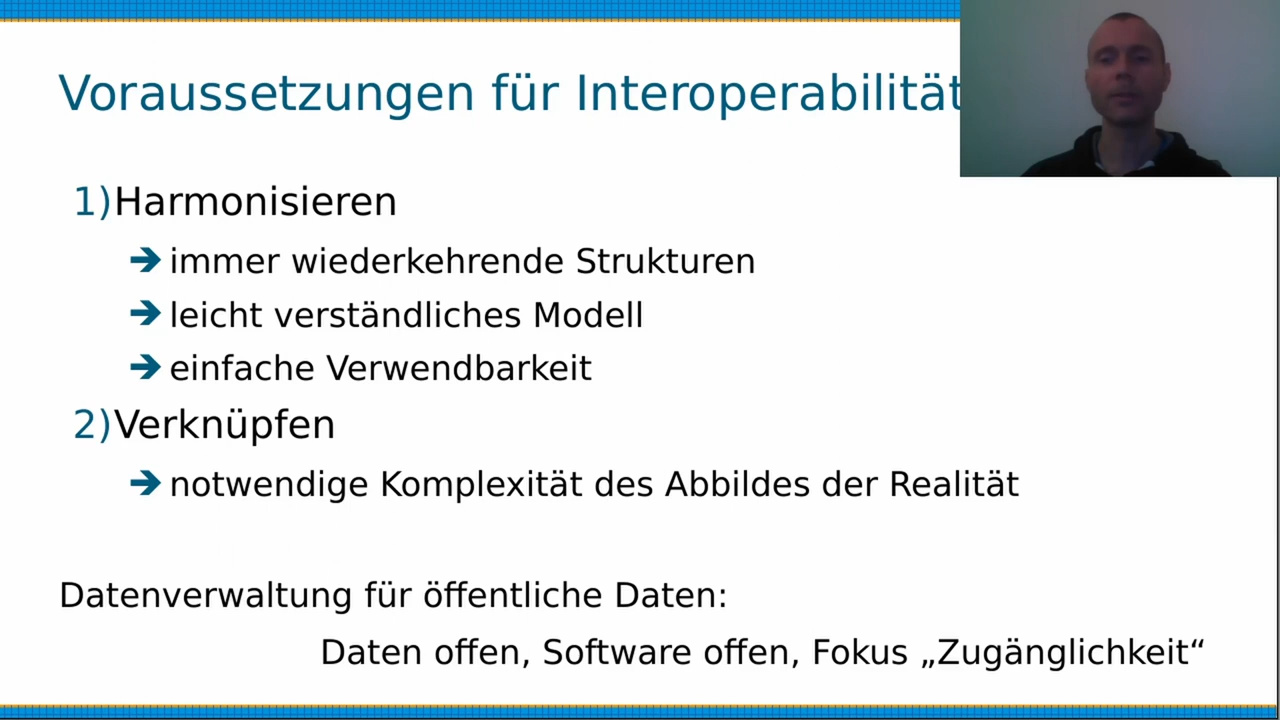 Voraussetzungen für Interoperabilität
1) Harmonisieren
➔ immer wiederkehrende Strukturen
➔ leicht verständliches Modell
➔ einfache Verwendbarkeit
2) Verknüpfen
➔ notwendige Komplexität des Abbildes der Realität
Datenverwaltung für öffentliche Daten:
Daten offen, Software offen, Fokus „Zugänglichkeit“